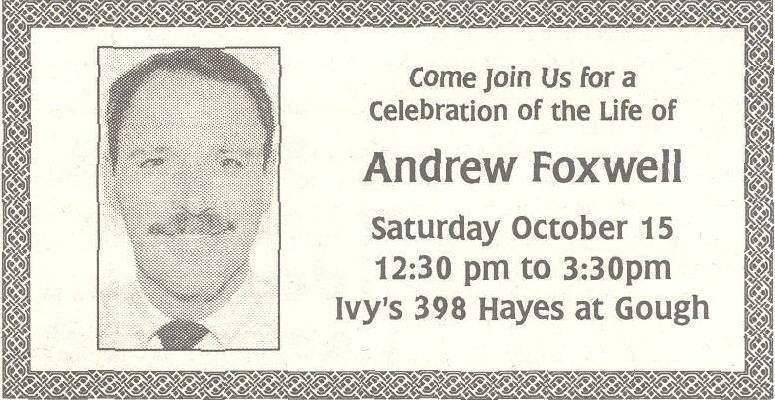 Come Join Us for a
Celebration of the Life of
Andrew Foxwell
Saturday October 15
12:30 pm to 3:30pm
Ivy's 398 Hayes at Gough